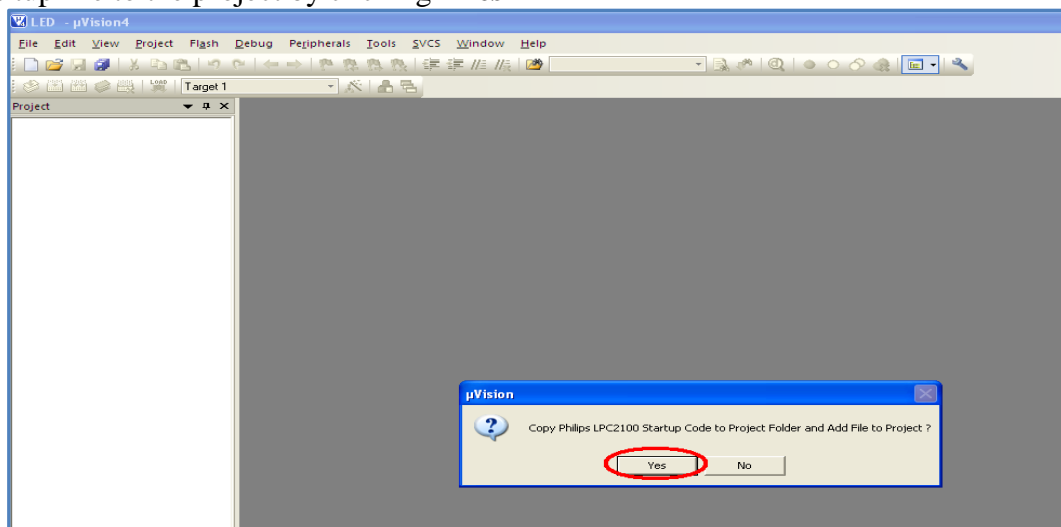 LED - µVision4
File Edit View Project Flash Debug Peripherals Tools SVCS Window Help
Target 1
Project
µVision
Copy Philips LPC2100 Startup Code to Project Folder and Add File to Project ?
Yes No